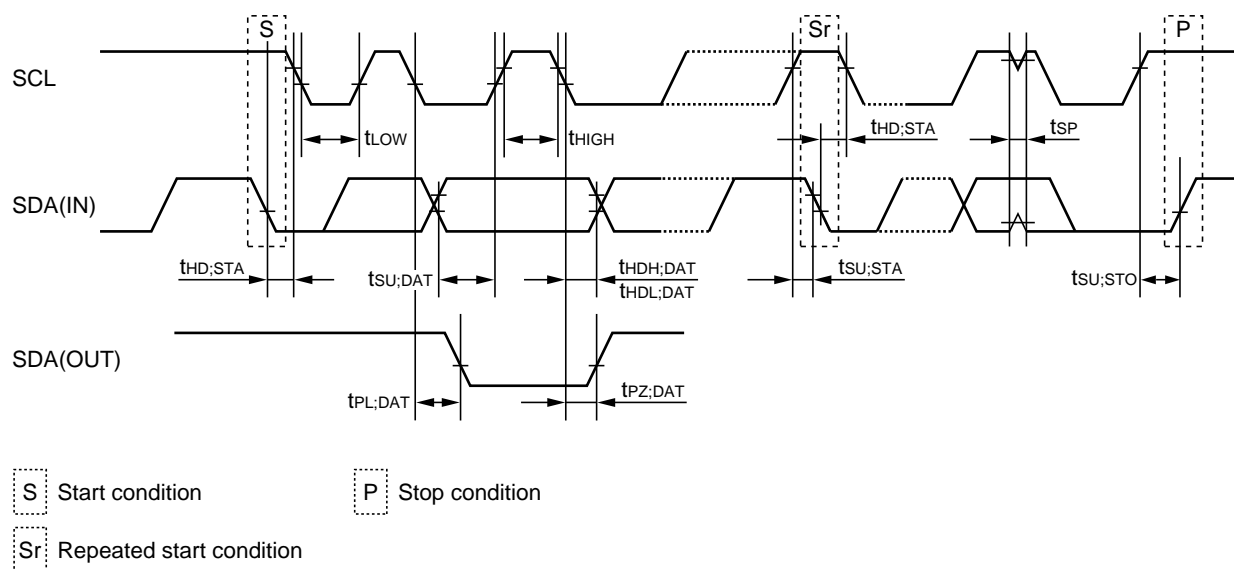 S Sr P
SCL
tLOW tHIGH tHD;STA tSP
SDA(IN)
tHD;STA tSU;DAT tHDH;DAT tSU;STA tSU;STO
tHDL;DAT
SDA(OUT)
tPL;DAT tPZ;DAT
S Start condition P Stop condition
Sr Repeated start condition